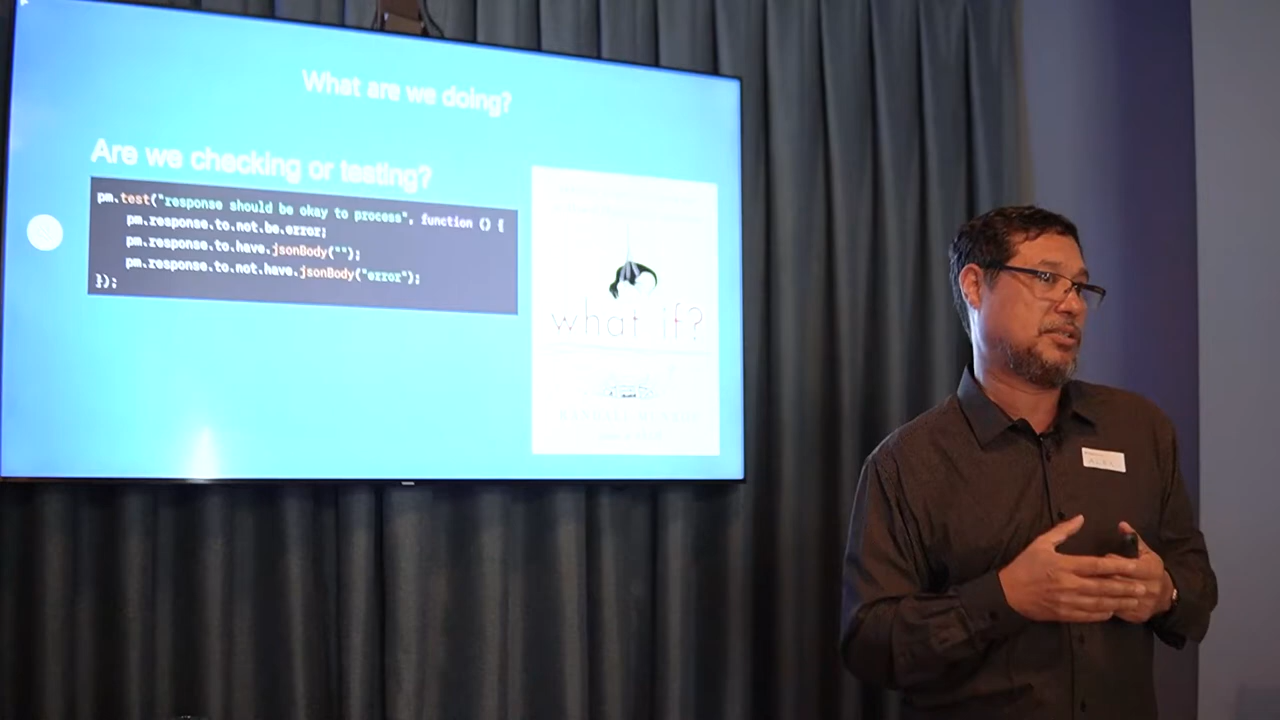 What are we doing?
Are we checking or testing?
pm.test("response should be okay to process", function () {
pm.response.to.not.be.error;
pm.response.to.have.jsonBody("");
pm.response.to.not.have.jsonBody("error");
});
what if?